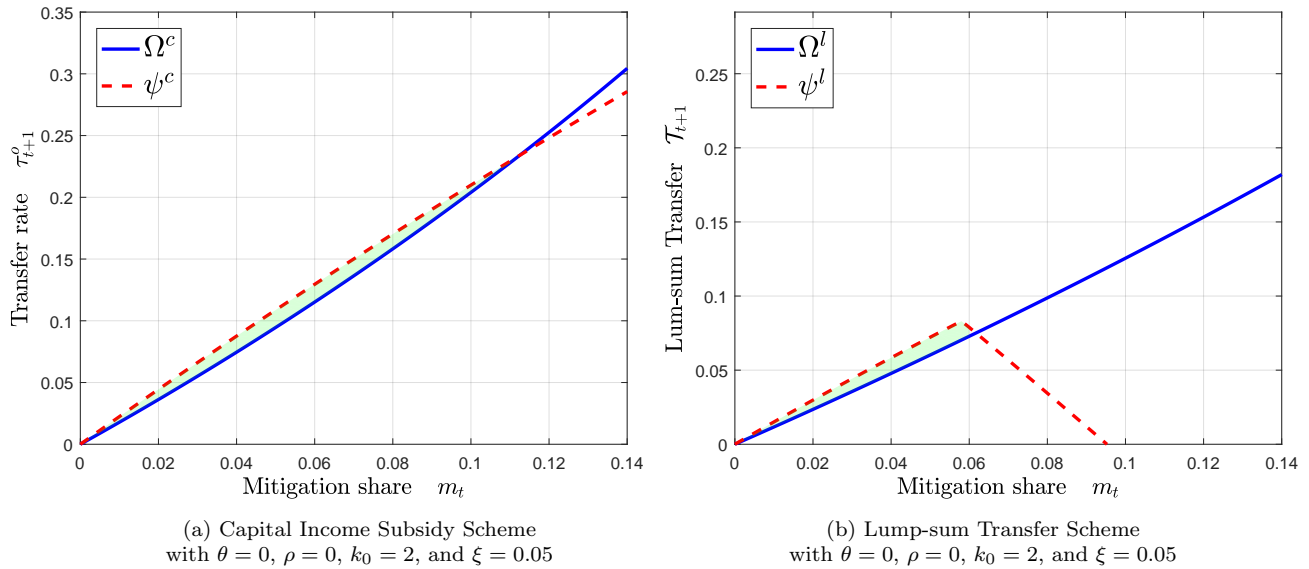 0.35
0.3
0.25
0.2
0.15
0.1
0.05
0
Transfer rate τ^o_{t+1}
Ω^c
ψ^c
0 0.02 0.04 0.06 0.08 0.1 0.12 0.14
Mitigation share m_t
(a) Capital Income Subsidy Scheme
with θ = 0, ρ = 0, k_0 = 2, and ξ = 0.05
0.25
0.2
0.15
0.1
0.05
0
Lum-sum Transfer 𝒯_{t+1}
Ω^l
ψ^l
0 0.02 0.04 0.06 0.08 0.1 0.12 0.14
Mitigation share m_t
(b) Lump-sum Transfer Scheme
with θ = 0, ρ = 0, k_0 = 2, and ξ = 0.05